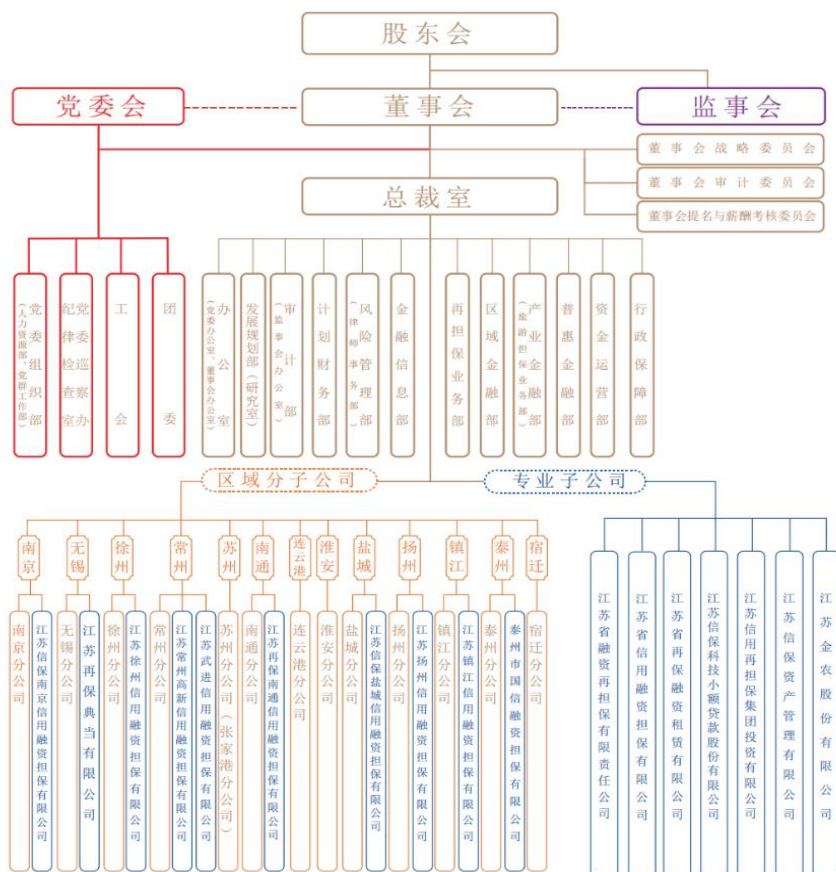 股东会
党委会
董事会
监事会
董事会战略委员会
董事会审计委员会
董事会提名与薪酬考核委员会
总裁室
党委组织部
(人力资源部、党群工作部)
党委巡察办
纪律检查室
工会
团委
办公室
(党委办公室、董事会办公室)
发展规划部(研究室)
审计部
(监事会办公室)
计划财务部
风险管理部
(律师事务部)
金融信息部
再担保业务部
区域金融部
产业金融部
(旅游担保业务部)
普惠金融部
资金运营部
行政保障部
区域分子公司
专业子公司
南京
无锡
徐州
常州
苏州
南通
连云港
淮安
盐城
扬州
镇江
泰州
宿迁
南京分公司
江苏信保南京信用融资担保有限公司
无锡分公司
江苏再保典当有限公司
徐州分公司
江苏徐州信用融资担保有限公司
常州分公司
江苏常州高新信用融资担保有限公司
江苏武进信用融资担保有限公司
苏州分公司(张家港分公司)
南通分公司
江苏再保南通信用融资担保有限公司
连云港分公司
淮安分公司
盐城分公司
江苏信保盐城信用融资担保有限公司
扬州分公司
江苏扬州信用融资担保有限公司
镇江分公司
江苏镇江信用融资担保有限公司
泰州分公司
泰州市国信融资担保有限公司
宿迁分公司
江苏省融资再担保有限责任公司
江苏省信用融资担保有限公司
江苏省再保融资租赁有限公司
江苏信保科技小额贷款股份有限公司
江苏信用再担保集团投资有限公司
江苏信保资产管理有限公司
江苏金农股份有限公司